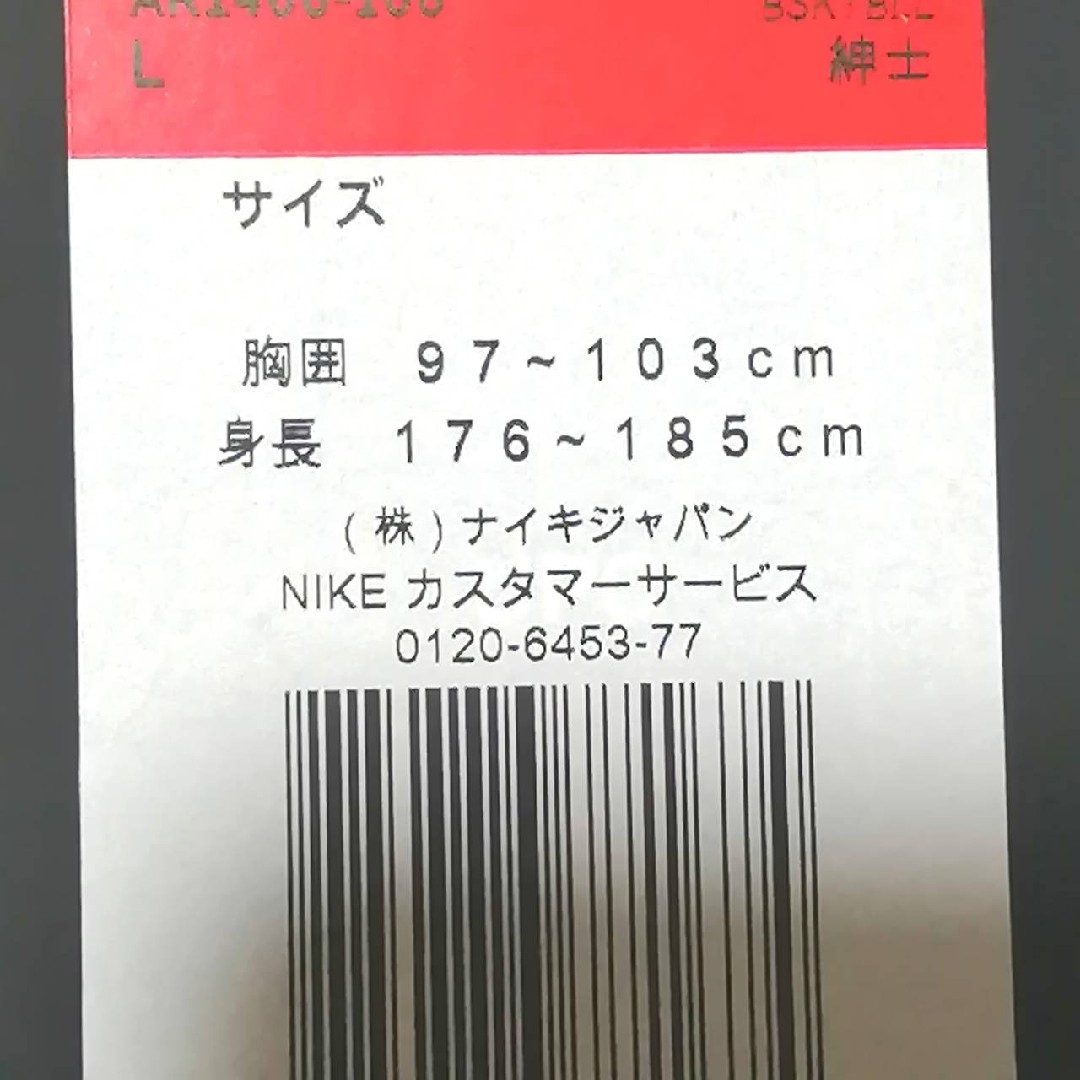 L
紳士
サイズ
胸囲 97~103cm
身長 176~185cm
(株)ナイキジャパン
NIKE カスタマーサービス
0120-6453-77